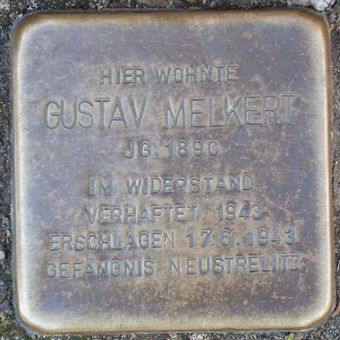 HIER WOHNTE
GUSTAV MELKERT
JG. 1890
IM WIDERSTAND
VERHAFTET 1943
ERSCHLAGEN 17.6.1943
GEFÄNGNIS NEUSTRELITZ